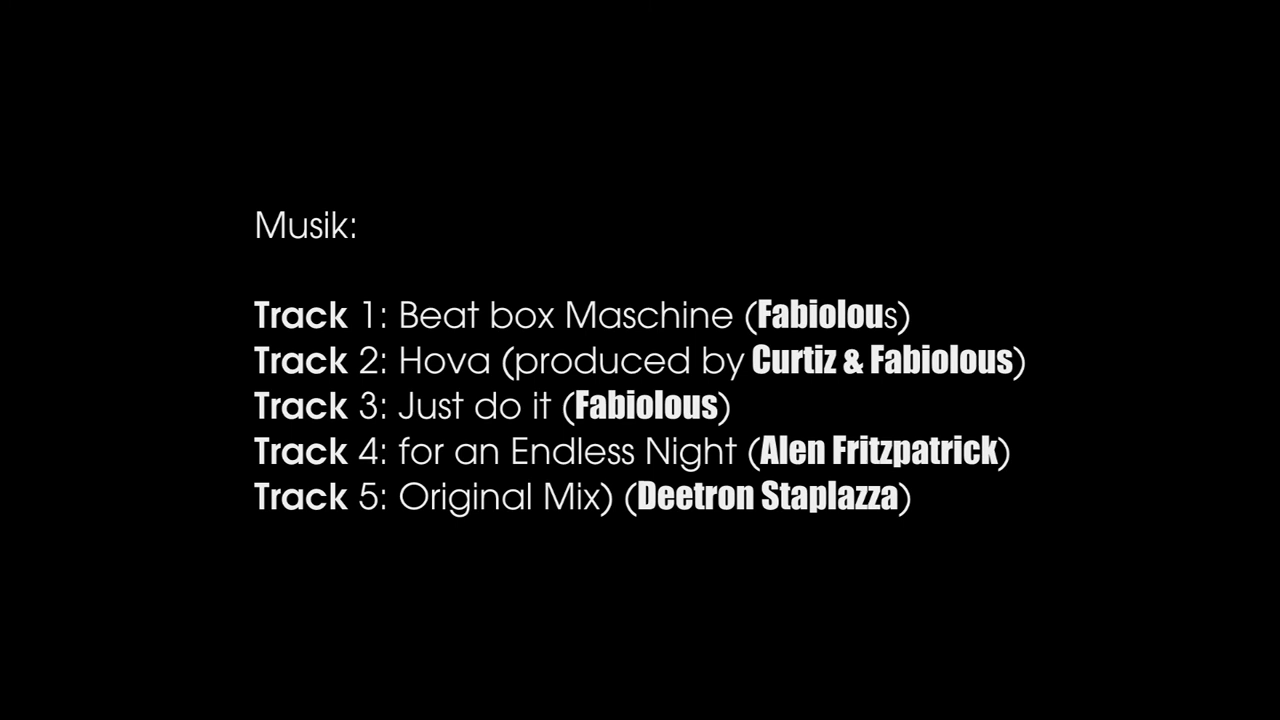 Musik:
Track 1: Beat box Maschine (Fabiolous)
Track 2: Hova (produced by Curtiz & Fabiolous)
Track 3: Just do it (Fabiolous)
Track 4: for an Endless Night (Alen Fritzpatrick)
Track 5: Original Mix) (Deetron Staplazza)